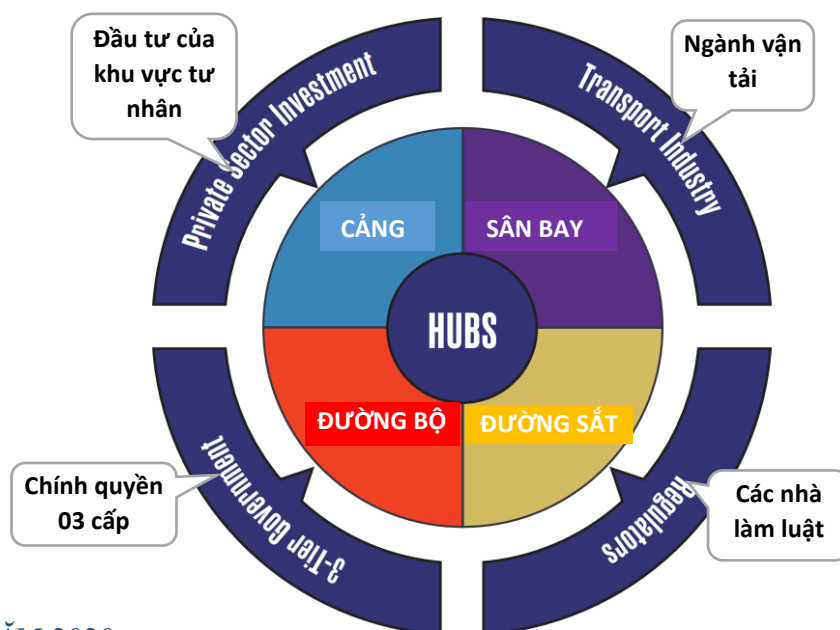 Đầu tư của
khu vực tư
nhân
Private Sector Investment
Ngành vận
tải
Transport Industry
CẢNG
SÂN BAY
HUBS
ĐƯỜNG BỘ
ĐƯỜNG SẮT
Chính quyền
03 cấp
3-Tier Government
Các nhà
làm luật
Regulators